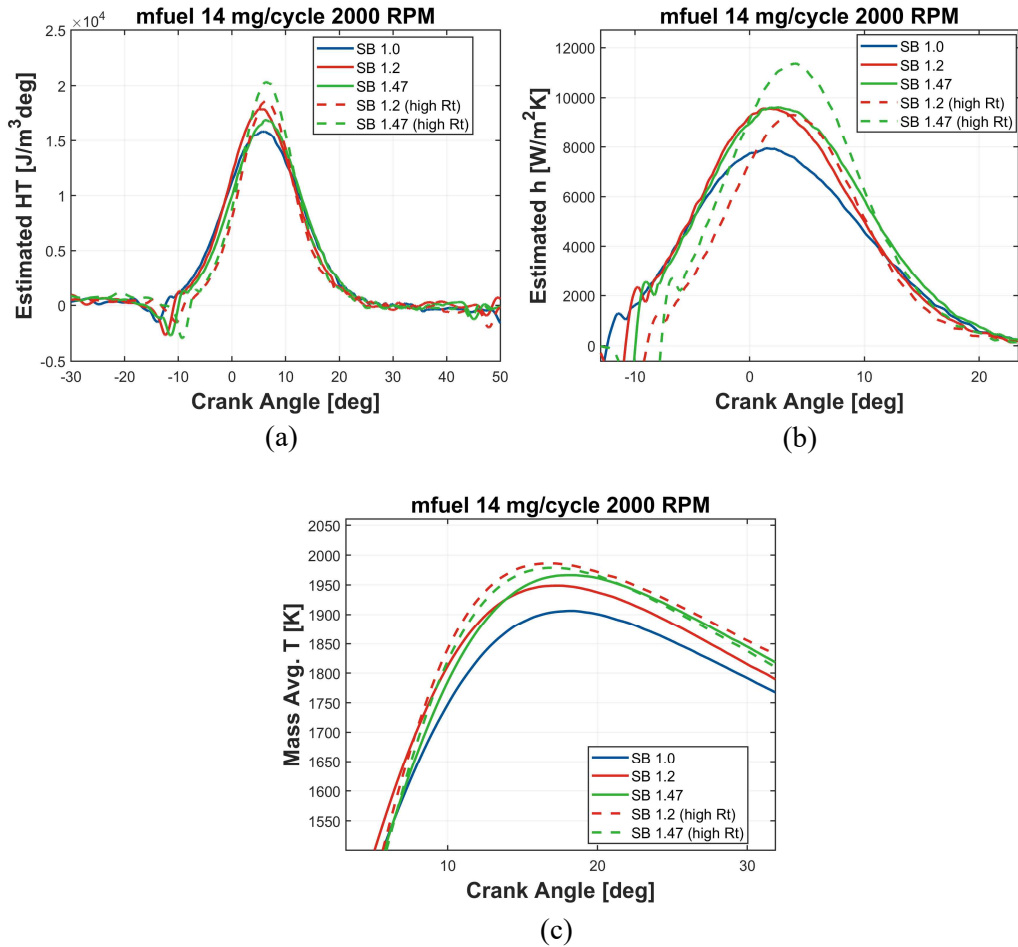 mfuel 14 mg/cycle 2000 RPM
×10⁴
Estimated HT [J/m³deg]
2.5
2
1.5
1
0.5
0
-0.5
-30 -20 -10 0 10 20 30 40 50
Crank Angle [deg]
SB 1.0
SB 1.2
SB 1.47
SB 1.2 (high Rt)
SB 1.47 (high Rt)
(a)
mfuel 14 mg/cycle 2000 RPM
Estimated h [W/m²K]
12000
10000
8000
6000
4000
2000
0
-10 0 10 20
Crank Angle [deg]
SB 1.0
SB 1.2
SB 1.47
SB 1.2 (high Rt)
SB 1.47 (high Rt)
(b)
mfuel 14 mg/cycle 2000 RPM
Mass Avg. T [K]
2050
2000
1950
1900
1850
1800
1750
1700
1650
1600
1550
10 20 30
Crank Angle [deg]
SB 1.0
SB 1.2
SB 1.47
SB 1.2 (high Rt)
SB 1.47 (high Rt)
(c)